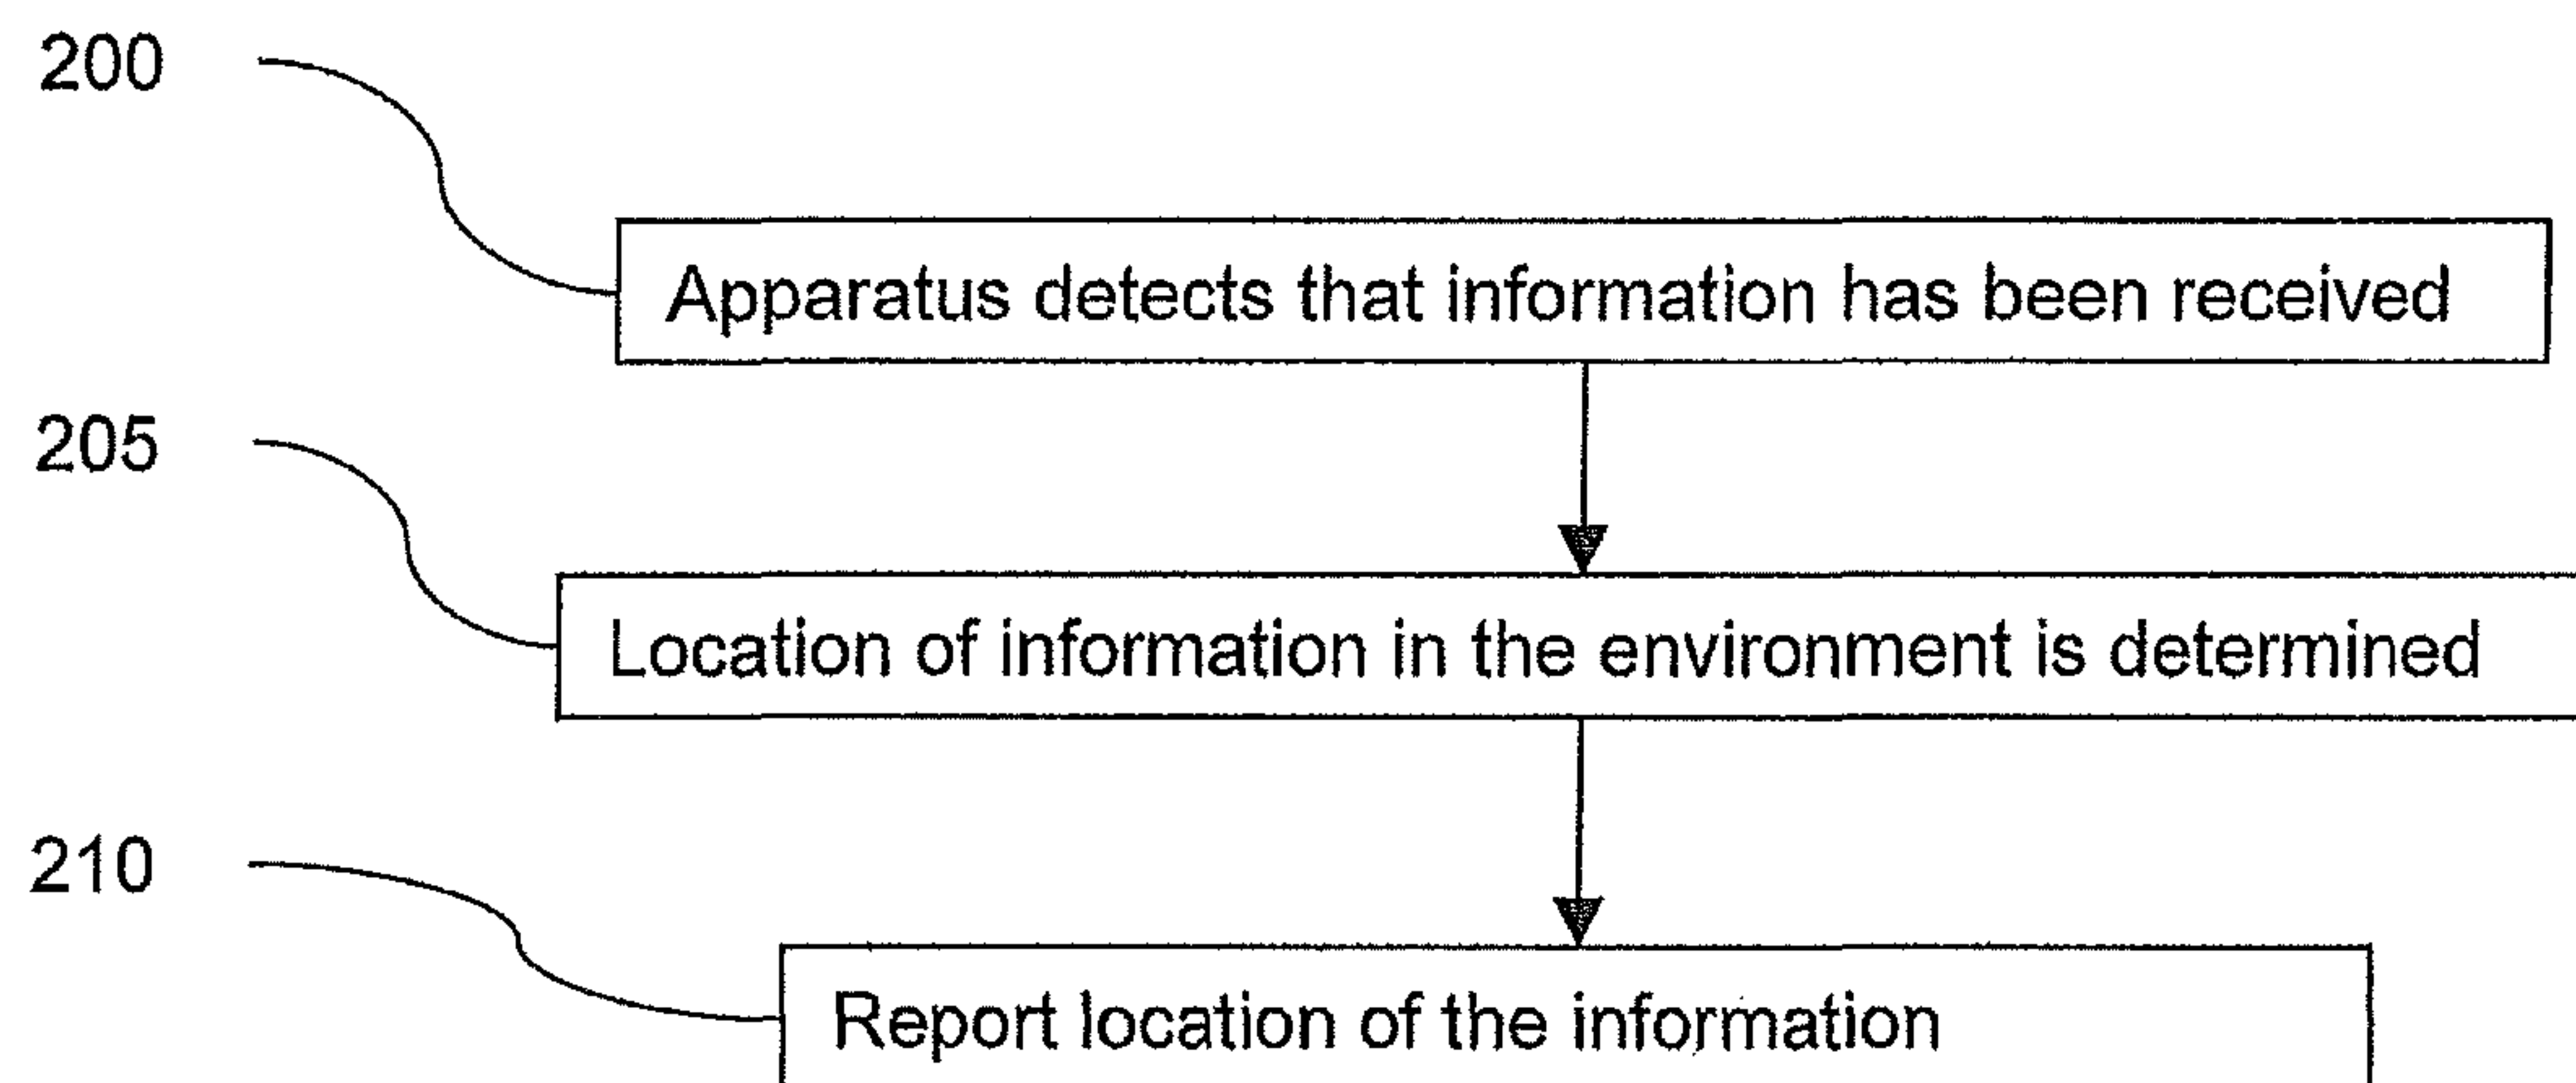 200
Apparatus detects that information has been received
205
Location of information in the environment is determined
210
Report location of the information